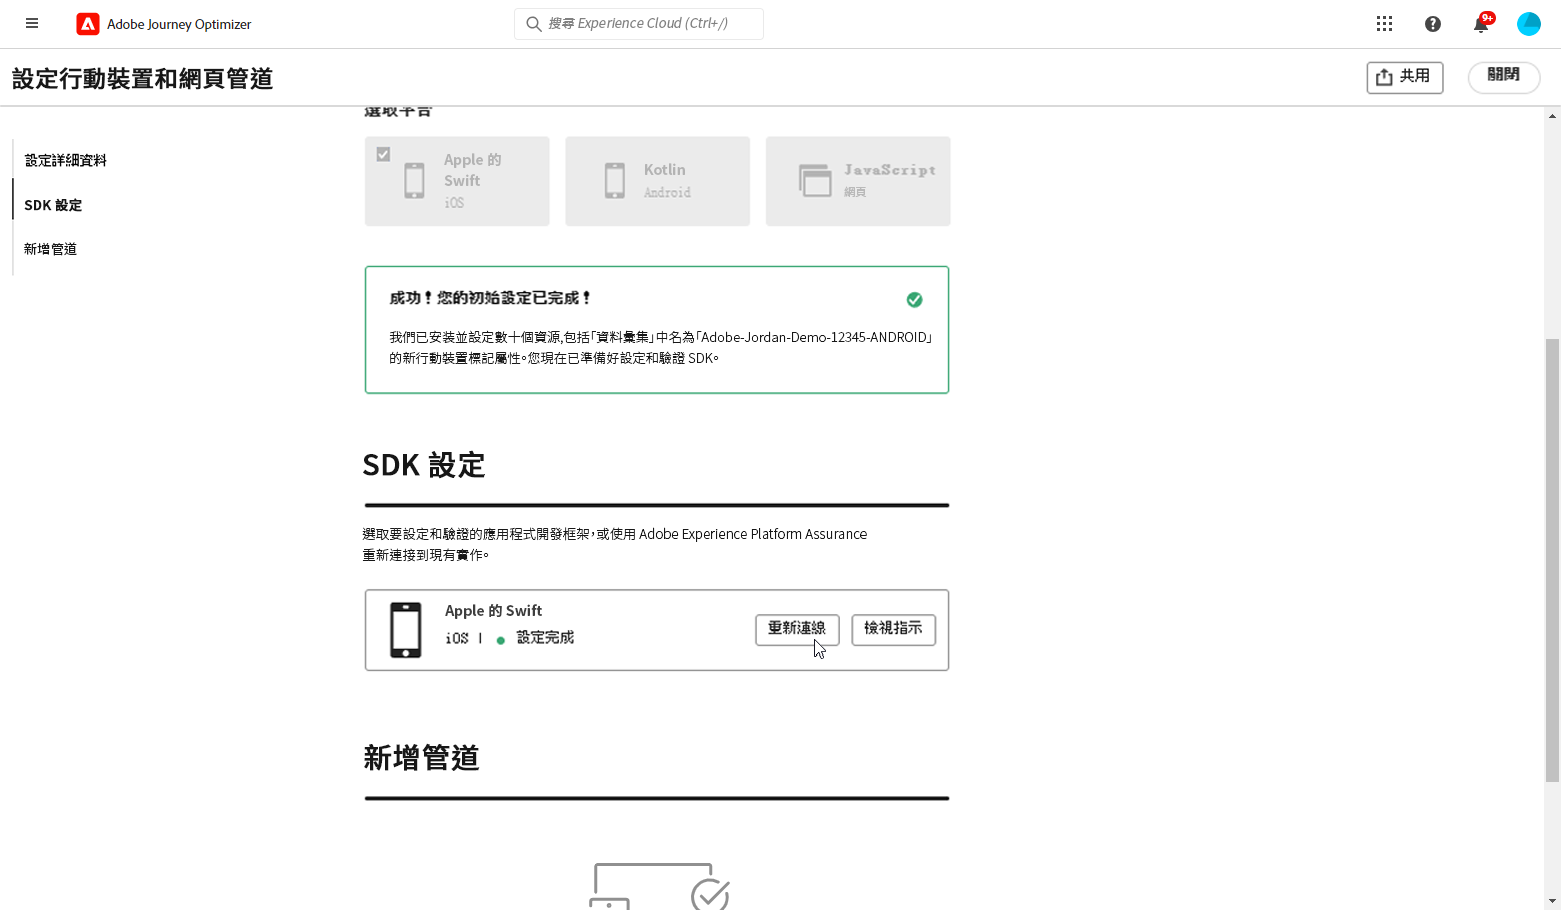 Adobe Journey Optimizer
搜尋 Experience Cloud (Ctrl+/)
9+
設定行動裝置和網頁管道
共用
關閉
設定詳細資料
SDK 設定
新增管道
選取平台
Apple 的
Swift
iOS
Kotlin
Android
JavaScript
網頁
成功！您的初始設定已完成！
我們已安裝並設定數十個資源，包括「資料彙集」中名為「Adobe-Jordan-Demo-12345-ANDROID」
的新行動裝置標記屬性。您現在已準備好設定和驗證 SDK。
SDK 設定
選取要設定和驗證的應用程式開發框架，或使用 Adobe Experience Platform Assurance
重新連接到現有實作。
Apple 的 Swift
iOS | 設定完成
重新連線
檢視指示
新增管道